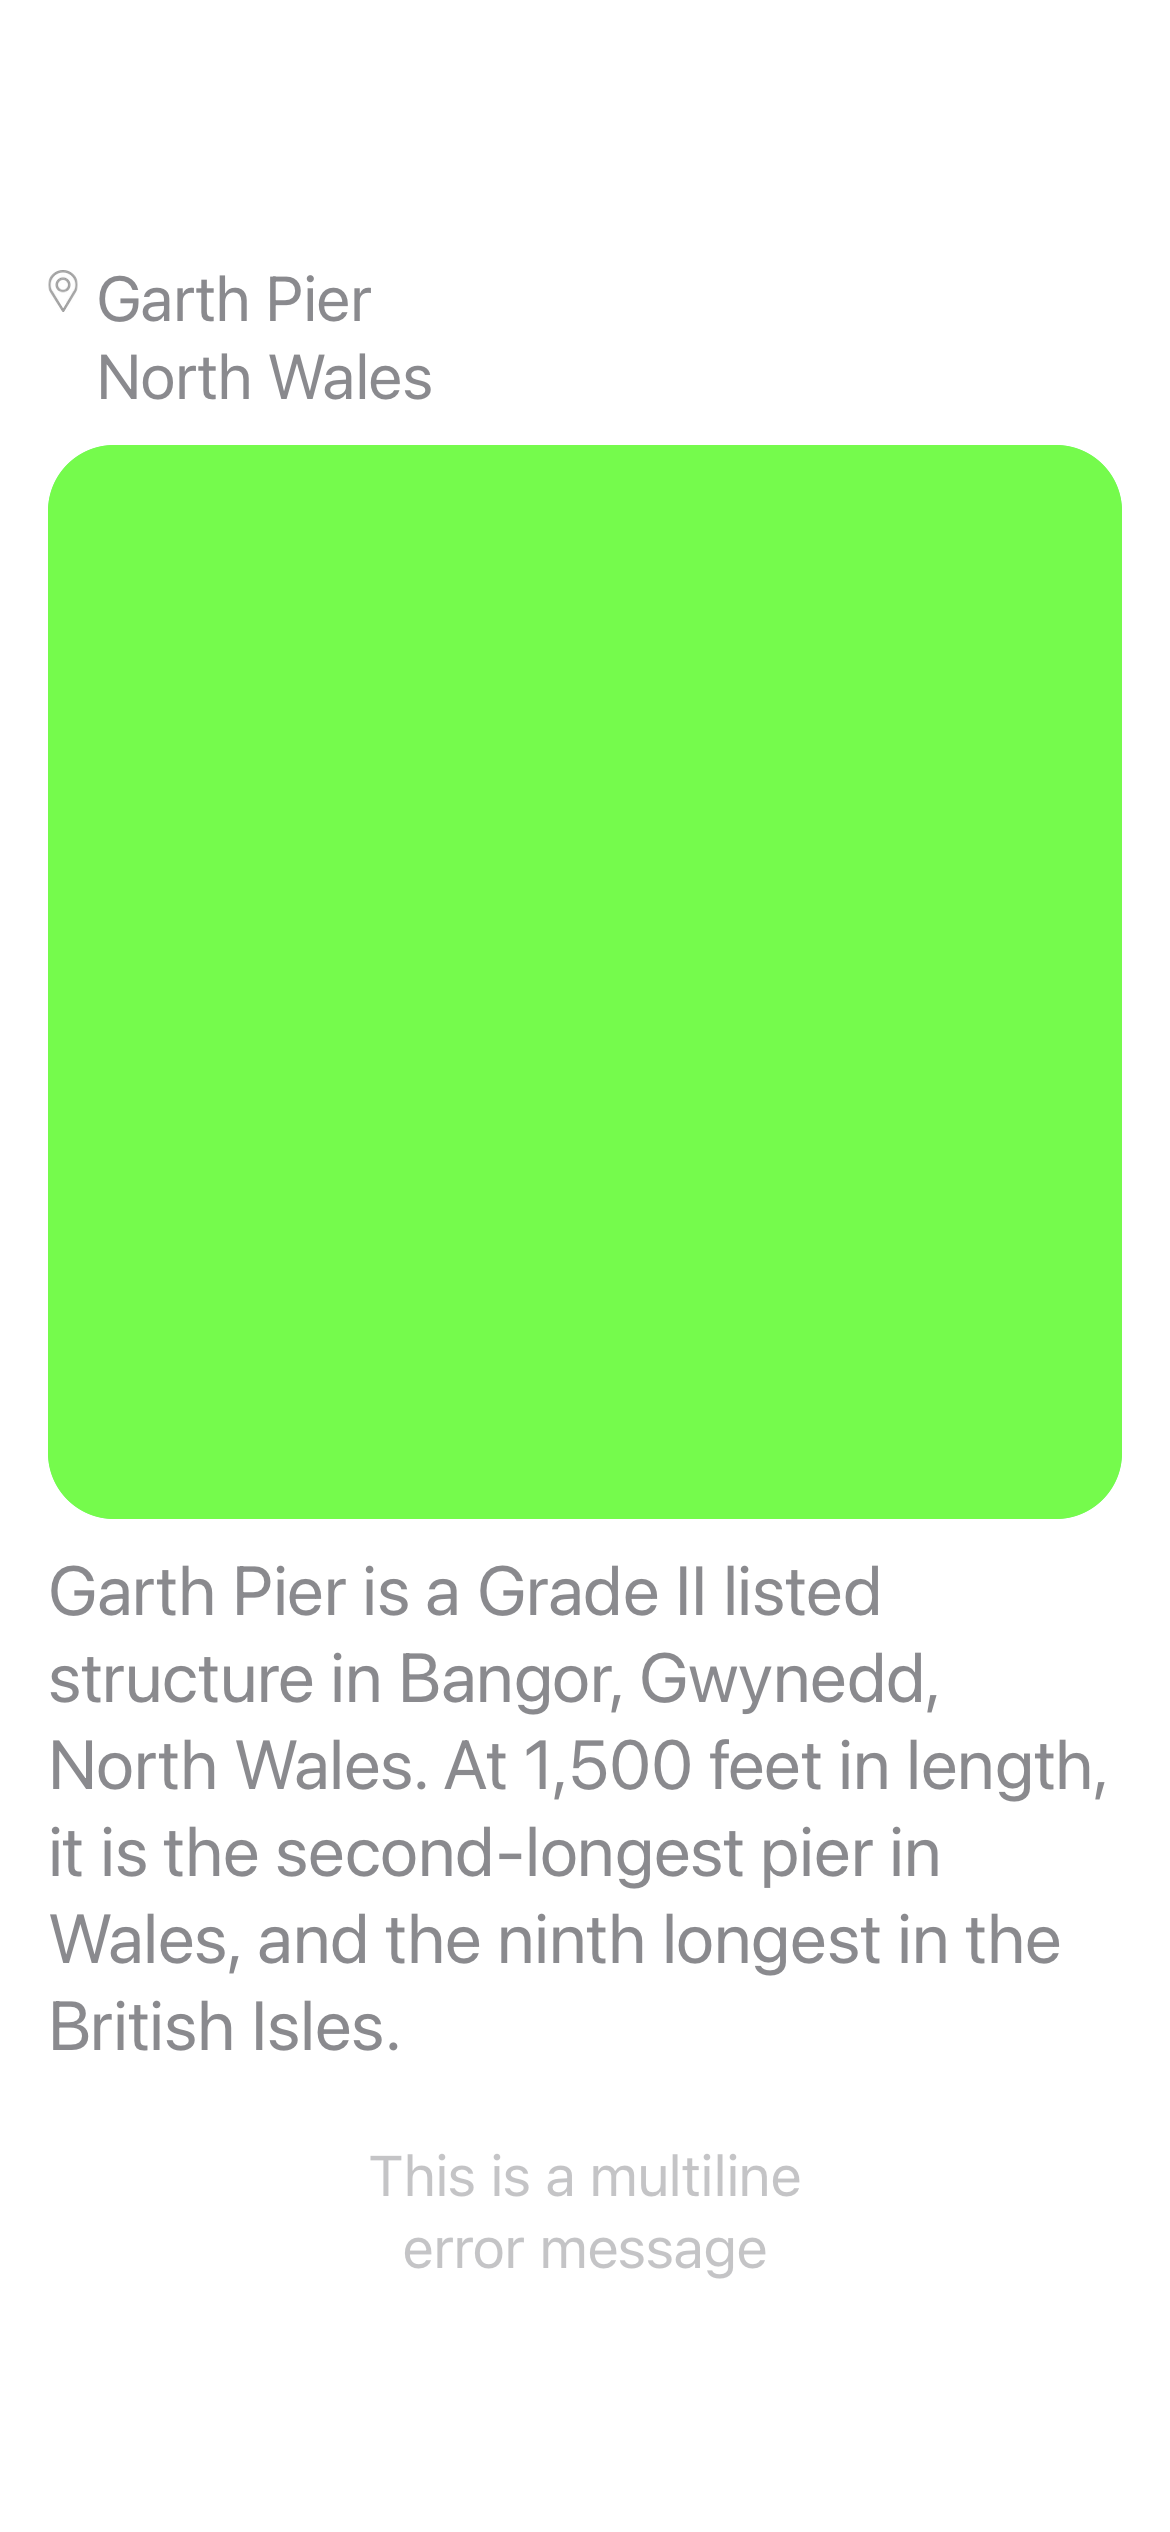 Garth Pier
North Wales
Garth Pier is a Grade II listed
structure in Bangor, Gwynedd,
North Wales. At 1,500 feet in length,
it is the second-longest pier in
Wales, and the ninth longest in the
British Isles.
This is a multiline
error message